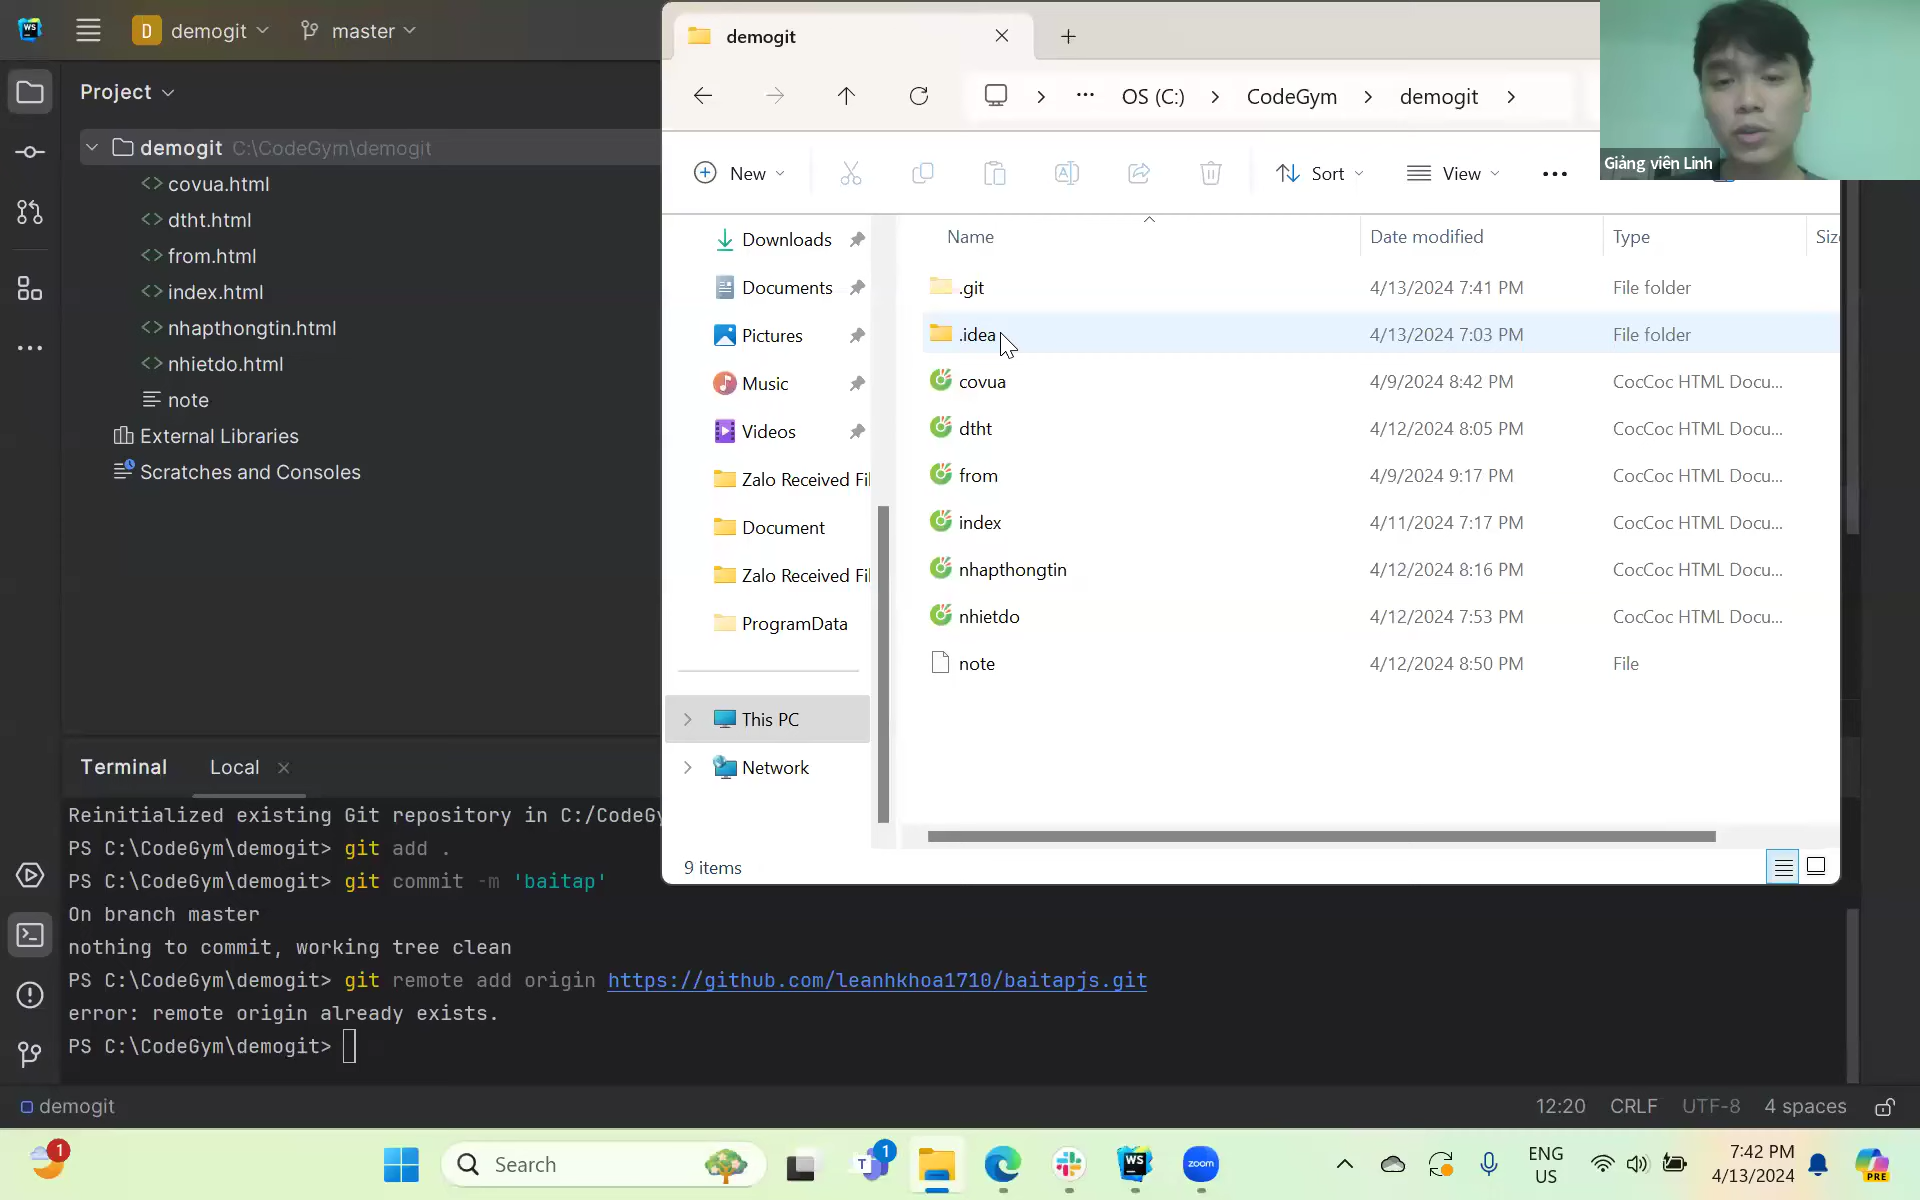 WS
D demogit master
Project
demogit C:\CodeGym\demogit
covua.html
dtht.html
from.html
index.html
nhapthongtin.html
nhietdo.html
note
External Libraries
Scratches and Consoles
demogit
OS (C:) CodeGym demogit
New Sort View
Giảng viên Linh
Downloads
Documents
Pictures
Music
Videos
Zalo Received Fil
Document
Zalo Received Fil
ProgramData
This PC
Network
Name Date modified Type Siz
.git 4/13/2024 7:41 PM File folder
.idea 4/13/2024 7:03 PM File folder
covua 4/9/2024 8:42 PM CocCoc HTML Docu...
dtht 4/12/2024 8:05 PM CocCoc HTML Docu...
from 4/9/2024 9:17 PM CocCoc HTML Docu...
index 4/11/2024 7:17 PM CocCoc HTML Docu...
nhapthongtin 4/12/2024 8:16 PM CocCoc HTML Docu...
nhietdo 4/12/2024 7:53 PM CocCoc HTML Docu...
note 4/12/2024 8:50 PM File
9 items
Terminal Local
Reinitialized existing Git repository in C:/CodeGy
PS C:\CodeGym\demogit> git add .
PS C:\CodeGym\demogit> git commit -m 'baitap'
On branch master
nothing to commit, working tree clean
PS C:\CodeGym\demogit> git remote add origin https://github.com/leanhkhoa1710/baitapjs.git
error: remote origin already exists.
PS C:\CodeGym\demogit>
demogit 12:20 CRLF UTF-8 4 spaces
1
Search
T 1
WS
zoom
ENG
US
7:42 PM
4/13/2024
PRE